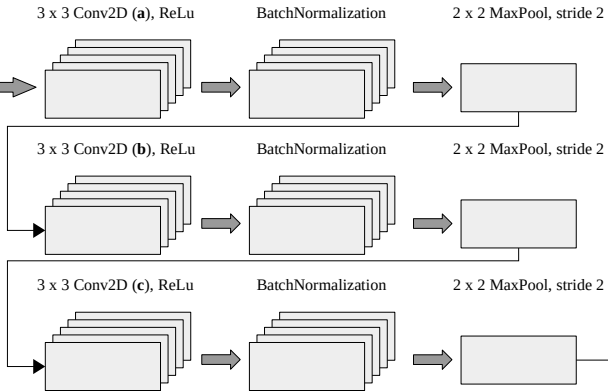 3 x 3 Conv2D (a), ReLu BatchNormalization 2 x 2 MaxPool, stride 2
3 x 3 Conv2D (b), ReLu BatchNormalization 2 x 2 MaxPool, stride 2
3 x 3 Conv2D (c), ReLu BatchNormalization 2 x 2 MaxPool, stride 2